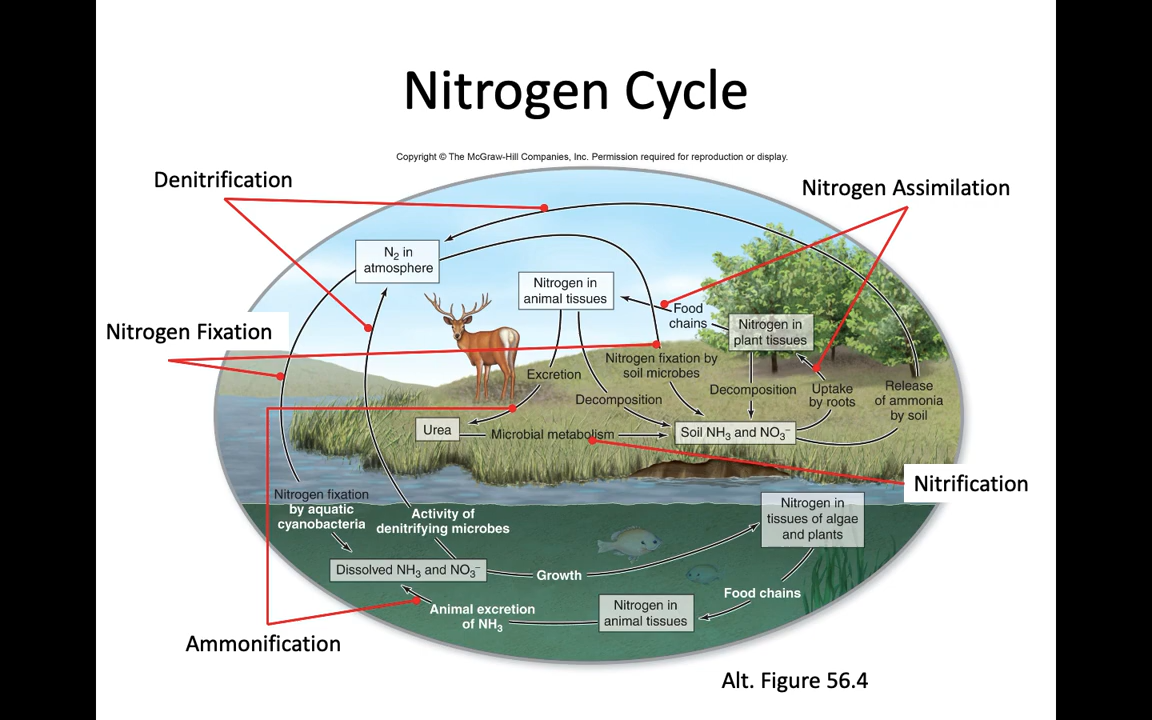 Nitrogen Cycle
Copyright © The McGraw-Hill Companies, Inc. Permission required for reproduction or display.
Denitrification
Nitrogen Assimilation
N₂ in
atmosphere
Nitrogen in
animal tissues
Food
chains
Nitrogen in
plant tissues
Nitrogen Fixation
Nitrogen fixation by
soil microbes
Excretion
Decomposition
Decomposition
Uptake
by roots
Release
of ammonia
by soil
Urea
Microbial metabolism
Soil NH₃ and NO₃⁻
Nitrification
Nitrogen fixation
by aquatic
cyanobacteria
Activity of
denitrifying microbes
Nitrogen in
tissues of algae
and plants
Dissolved NH₃ and NO₃⁻
Growth
Food chains
Animal excretion
of NH₃
Nitrogen in
animal tissues
Ammonification
Alt. Figure 56.4